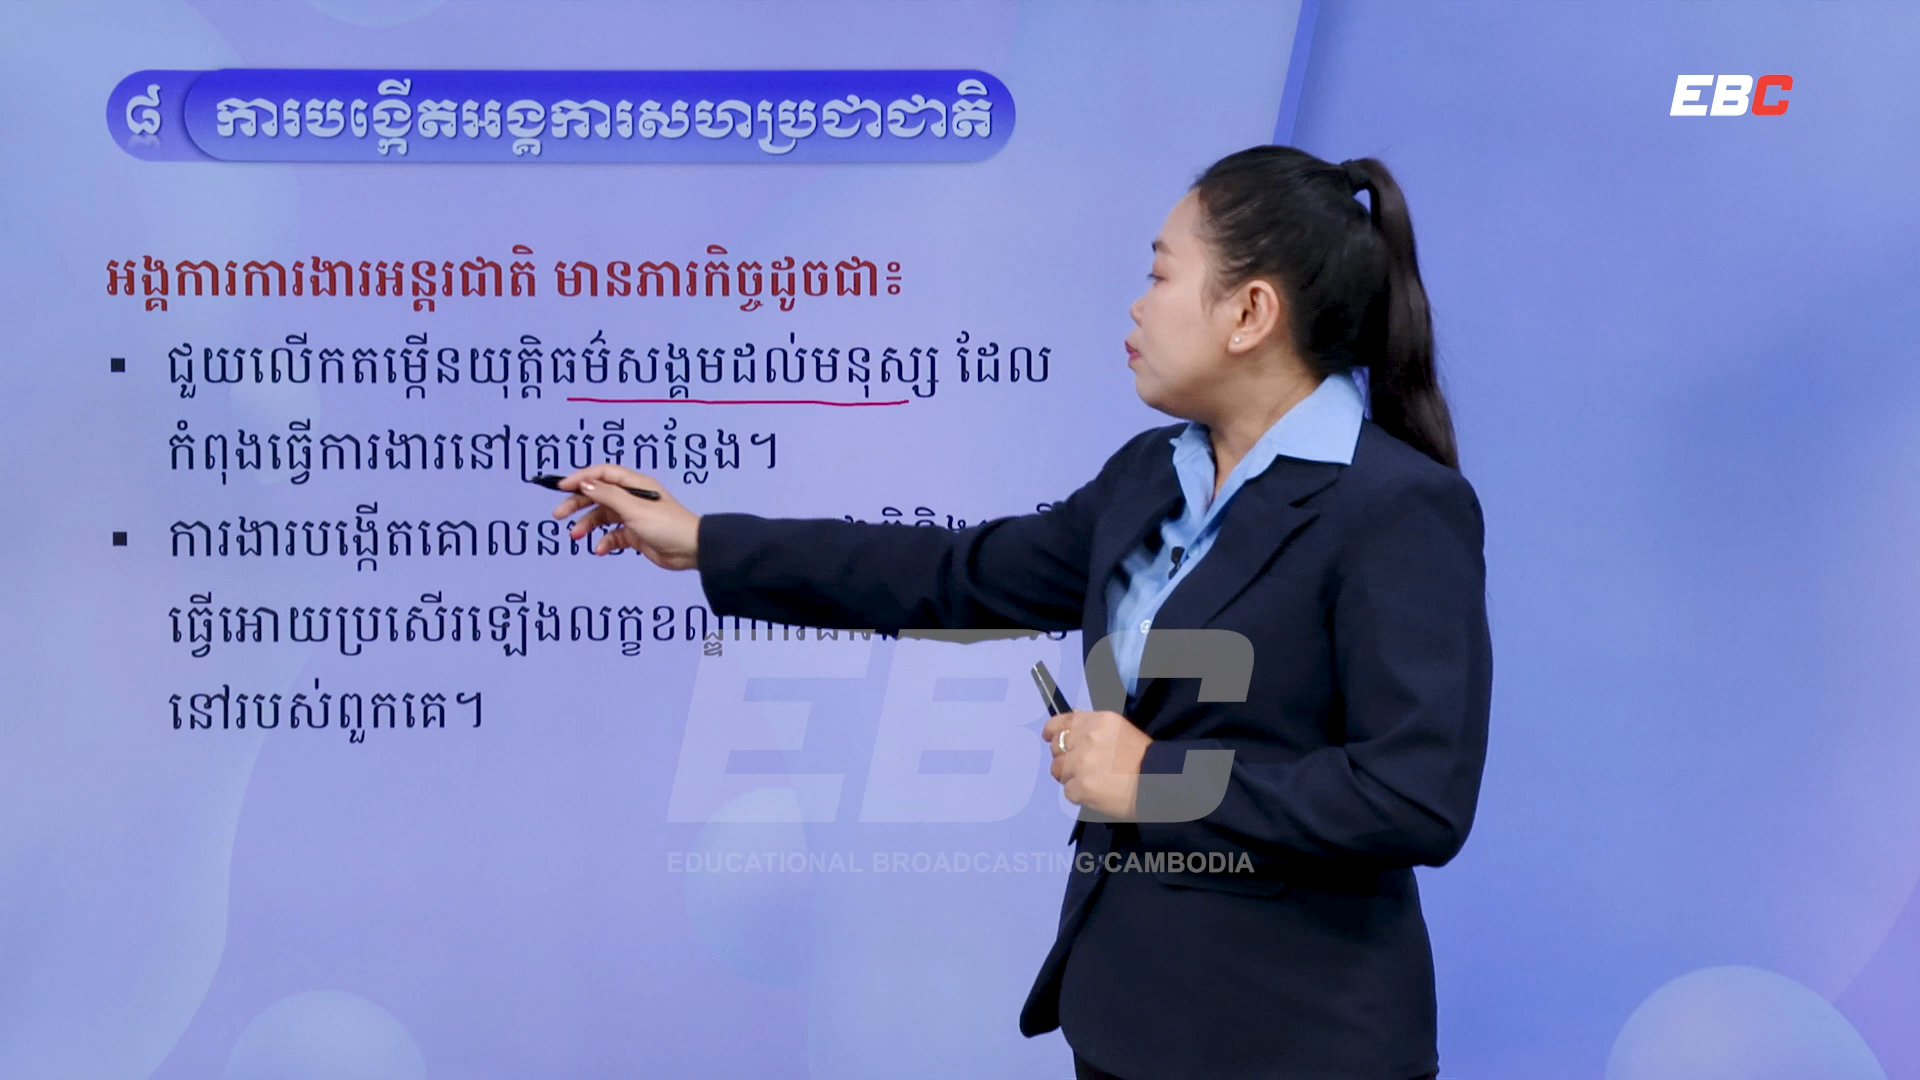 ៨ ការបង្កើតអង្គការសហប្រជាជាតិ
EBC
អង្គការការងារអន្តរជាតិ មានភារកិច្ចដូចជា៖
▪ ជួយលើកតម្កើនយុត្តិធម៌សង្គមដល់មនុស្ស ដែល
កំពុងធ្វើការងារនៅគ្រប់ទីកន្លែង។
▪ ការងារបង្កើតគោលន
ធ្វើអោយប្រសើរឡើងលក្ខខណ្ឌការងារ
នៅរបស់ពួកគេ។
EBC
EDUCATIONAL BROADCASTING CAMBODIA